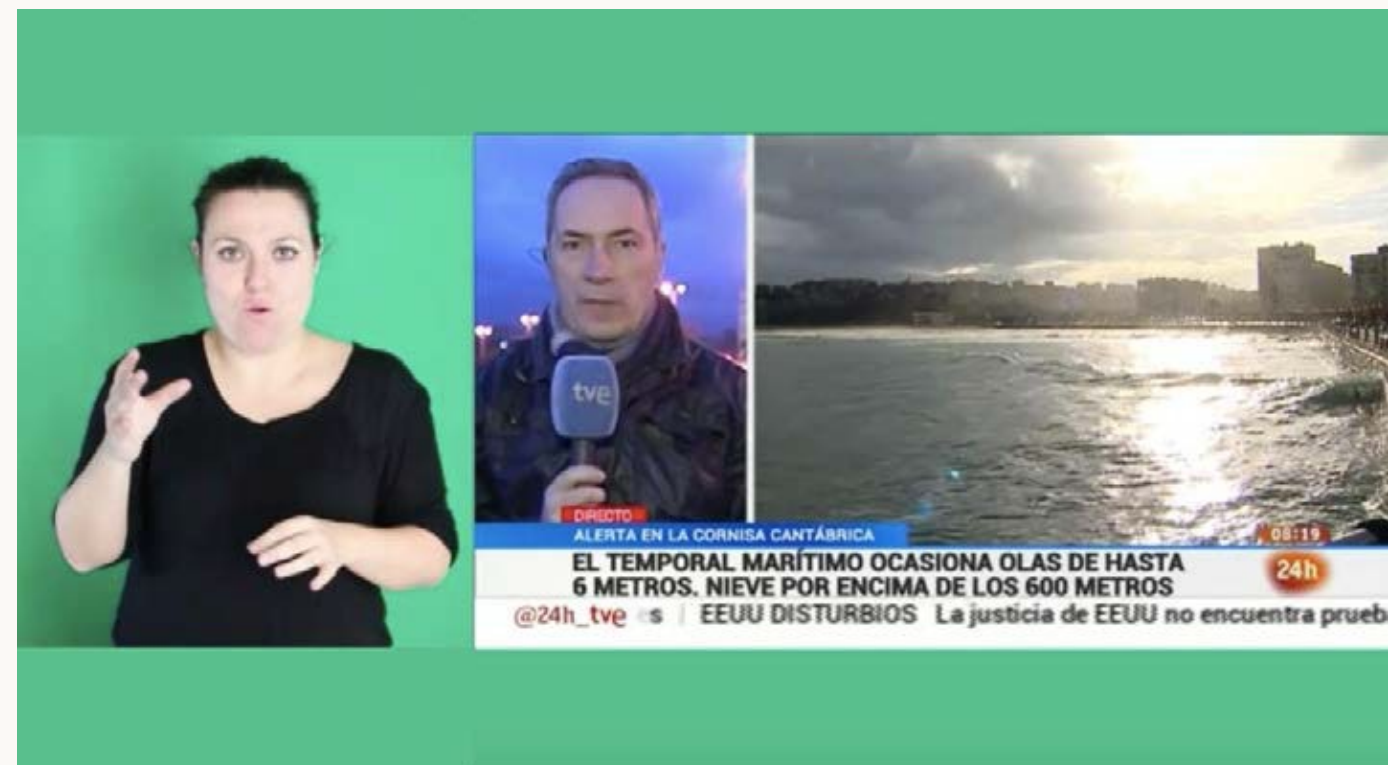 tve
DIRECTO
ALERTA EN LA CORNISA CANTÁBRICA
08:19
EL TEMPORAL MARÍTIMO OCASIONA OLAS DE HASTA
6 METROS. NIEVE POR ENCIMA DE LOS 600 METROS
24h
@24h_tve s | EEUU DISTURBIOS La justicia de EEUU no encuentra prueb